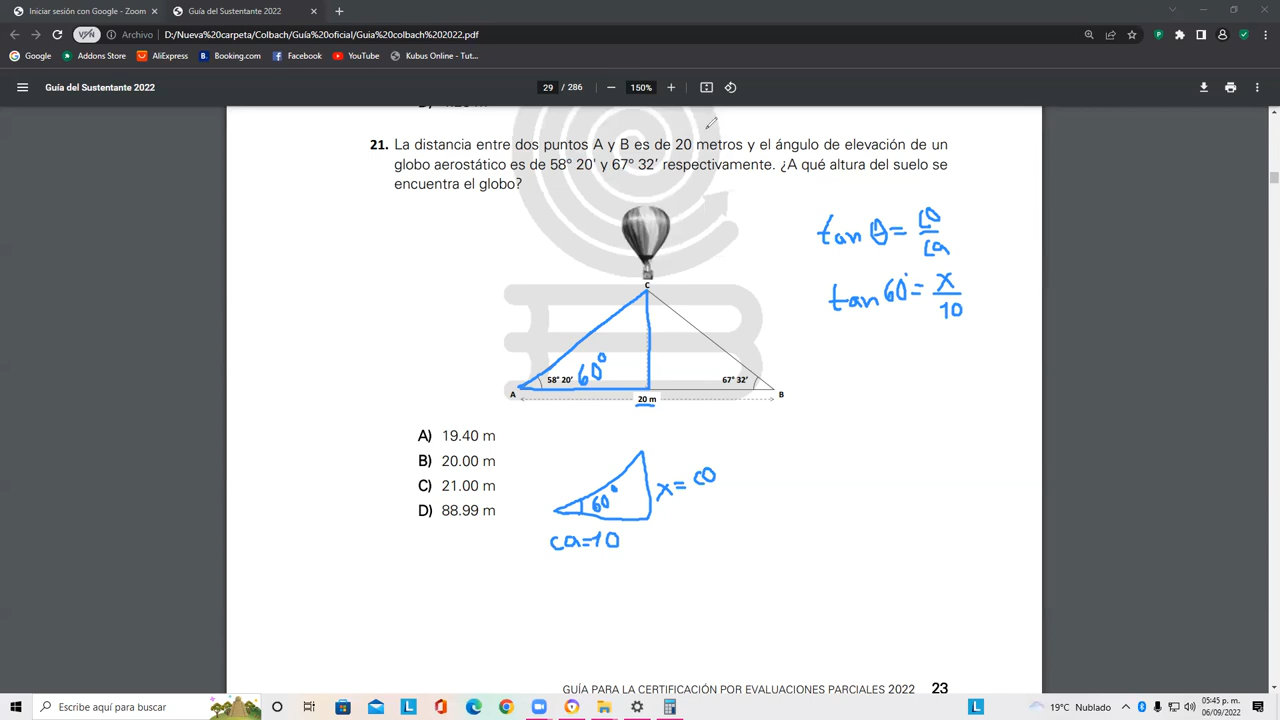 Iniciar sesión con Google - Zoom
Guía del Sustentante 2022
VPN
Archivo
D:/Nueva%20carpeta/Colbach/Guía%20oficial/Guia%20colbach%202022.pdf
Google
Addons Store
AliExpress
Booking.com
Facebook
YouTube
Kubus Online - Tut...
Guía del Sustentante 2022
29 / 286
150%
21. La distancia entre dos puntos A y B es de 20 metros y el ángulo de elevación de un
globo aerostático es de 58° 20' y 67° 32' respectivamente. ¿A qué altura del suelo se
encuentra el globo?
tan θ = co
ca
tan 60° = x
10
C
60°
58° 20'
67° 32'
A
20 m
B
A) 19.40 m
B) 20.00 m
C) 21.00 m
D) 88.99 m
60°
x = co
ca=10
GUÍA PARA LA CERTIFICACIÓN POR EVALUACIONES PARCIALES 2022 23
Escribe aquí para buscar
19°C Nublado
05:45 p. m.
06/09/2022